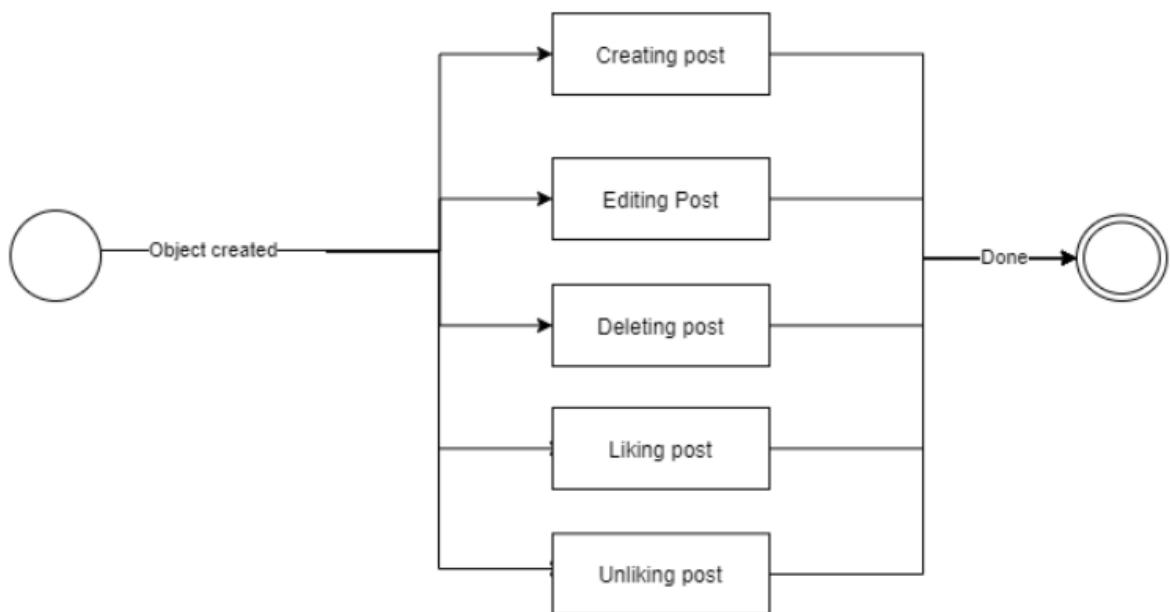 Creating post
Editing Post
Object created
Done
Deleting post
Liking post
Unliking post